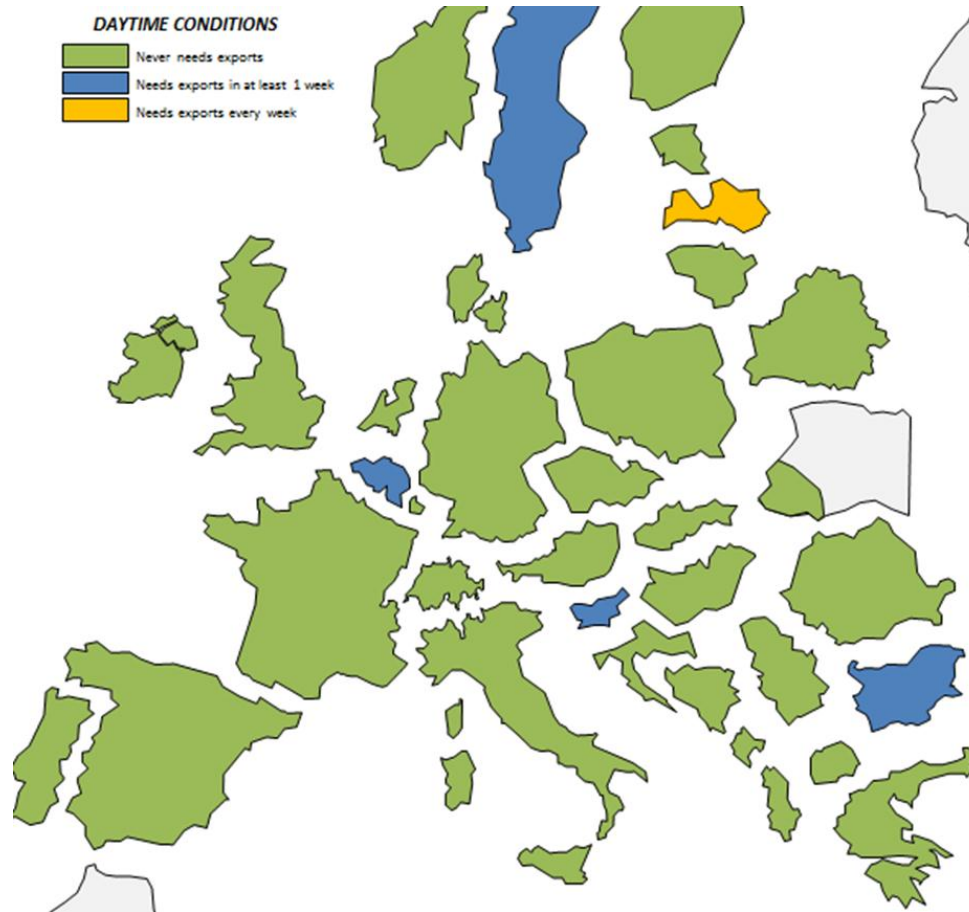 DAYTIME CONDITIONS
Never needs exports
Needs exports in at least 1 week
Needs exports every week